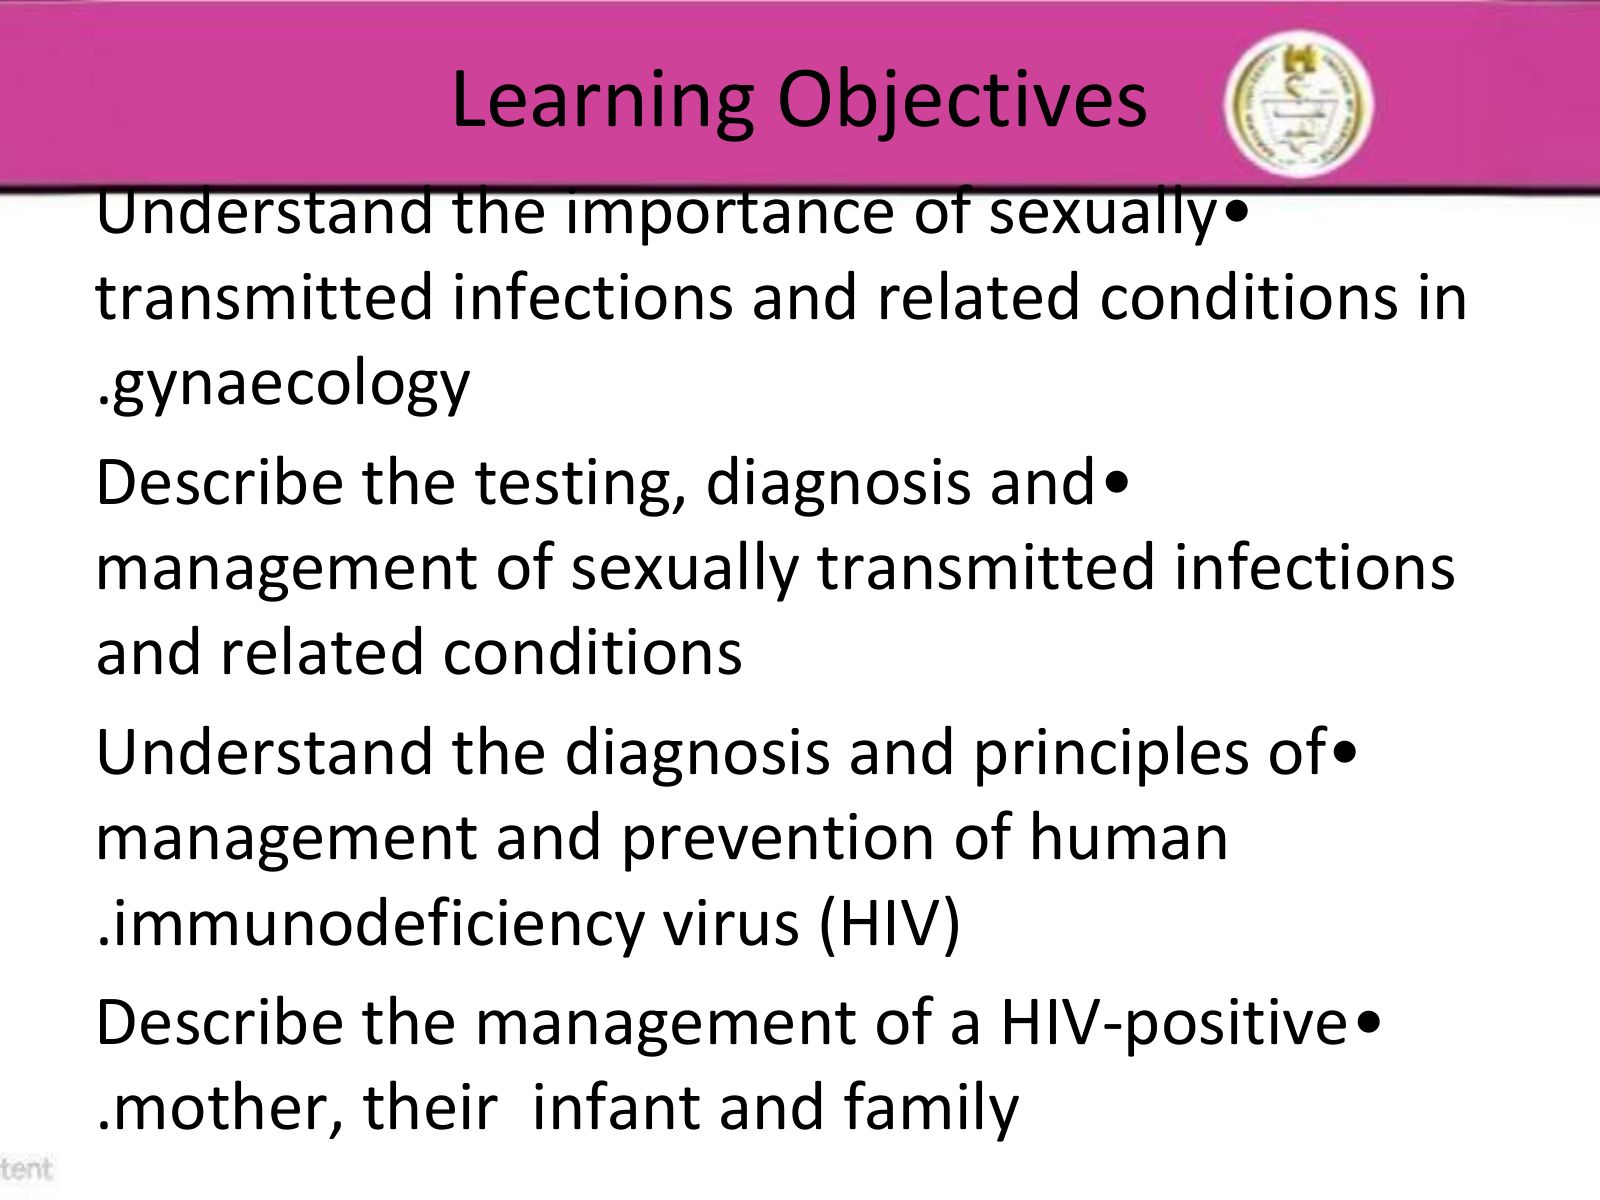 Learning Objectives
Understand the importance of sexually•
transmitted infections and related conditions in
.gynaecology
Describe the testing, diagnosis and•
management of sexually transmitted infections
and related conditions
Understand the diagnosis and principles of•
management and prevention of human
.immunodeficiency virus (HIV)
Describe the management of a HIV-positive•
.mother, their  infant and family
tent